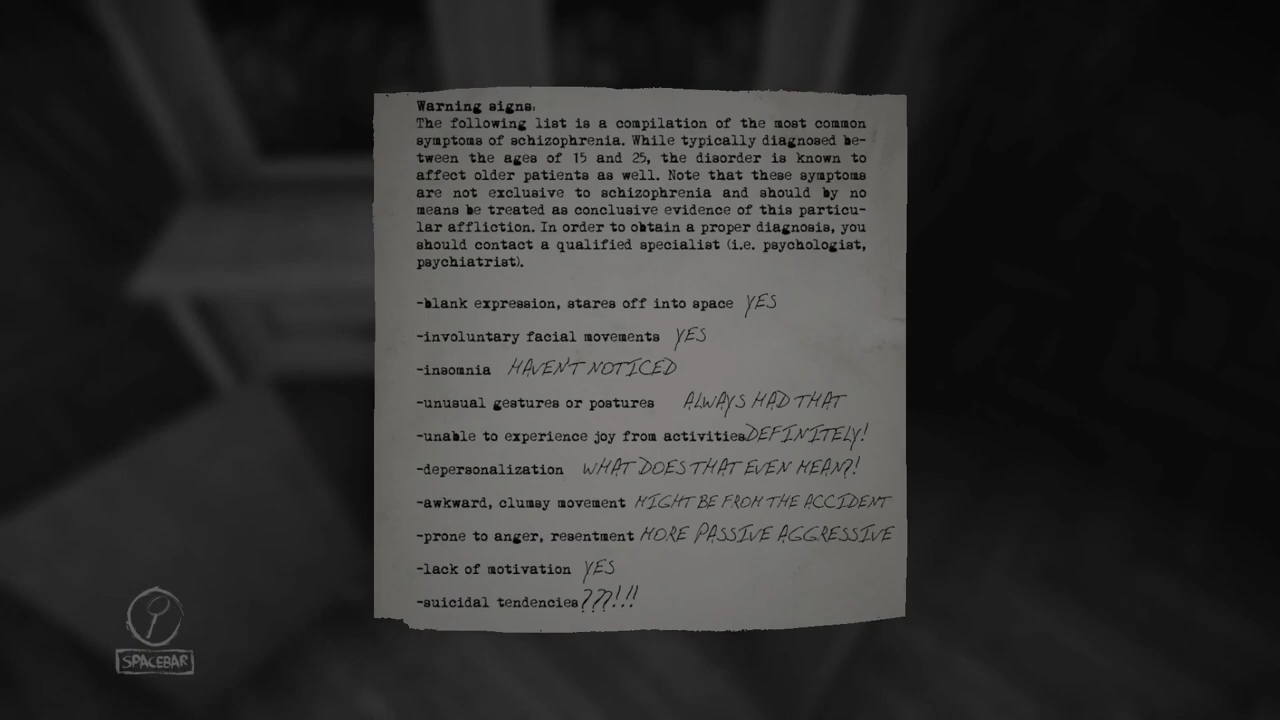 Warning signs:
The following list is a compilation of the most common
symptoms of schizophrenia. While typically diagnosed be-
tween the ages of 15 and 25, the disorder is known to
affect older patients as well. Note that these symptoms
are not exclusive to schizophrenia and should by no
means be treated as conclusive evidence of this particu-
lar affliction. In order to obtain a proper diagnosis, you
should contact a qualified specialist (i.e. psychologist,
psychiatrist).
-blank expression, stares off into space YES
-involuntary facial movements YES
-insomnia HAVEN'T NOTICED
-unusual gestures or postures ALWAYS HAD THAT
-unable to experience joy from activities DEFINITELY!
-depersonalization WHAT DOES THAT EVEN MEAN?!
-awkward, clumsy movement MIGHT BE FROM THE ACCIDENT
-prone to anger, resentment MORE PASSIVE AGGRESSIVE
-lack of motivation YES
-suicidal tendencies ???!!!
SPACEBAR